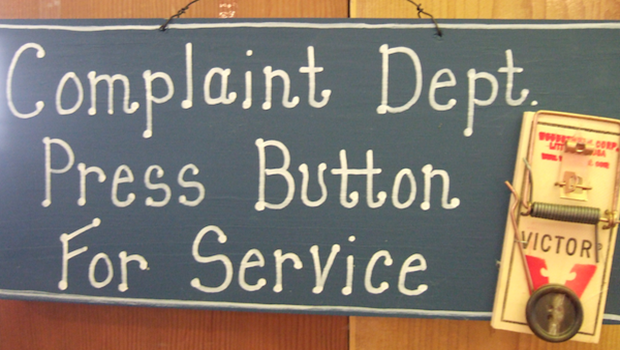 Complaint Dept.
Press Button
For Service
VICTOR